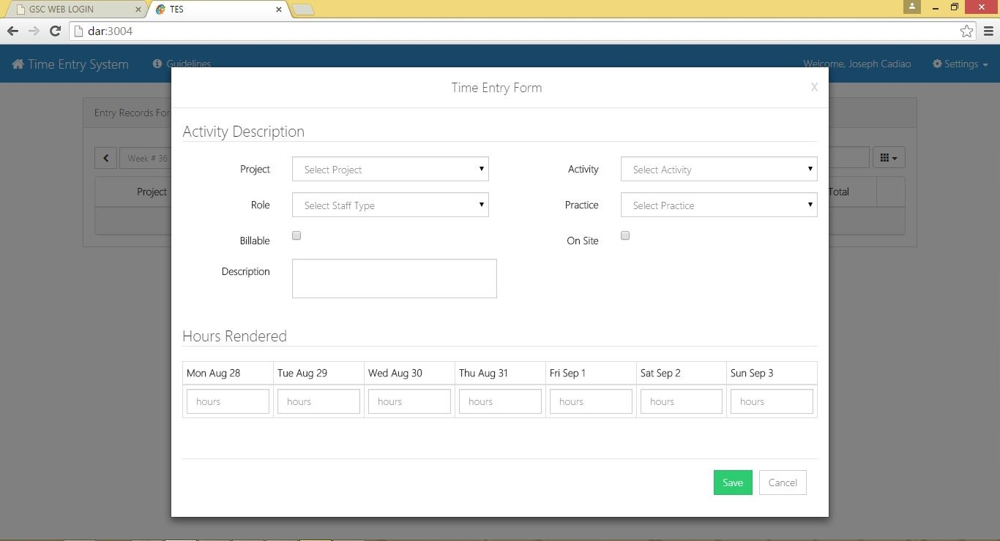 GSC WEB LOGIN
TES
dar:3004
Time Entry System Guidelines Welcome, Joseph Cadiao Settings
Time Entry Form X
Entry Records For
Activity Description
Week # 36
Project Select Project Activity Select Activity
Project Total
Role Select Staff Type Practice Select Practice
Billable On Site
Description
Hours Rendered
Mon Aug 28 Tue Aug 29 Wed Aug 30 Thu Aug 31 Fri Sep 1 Sat Sep 2 Sun Sep 3
hours hours hours hours hours hours hours
Save Cancel